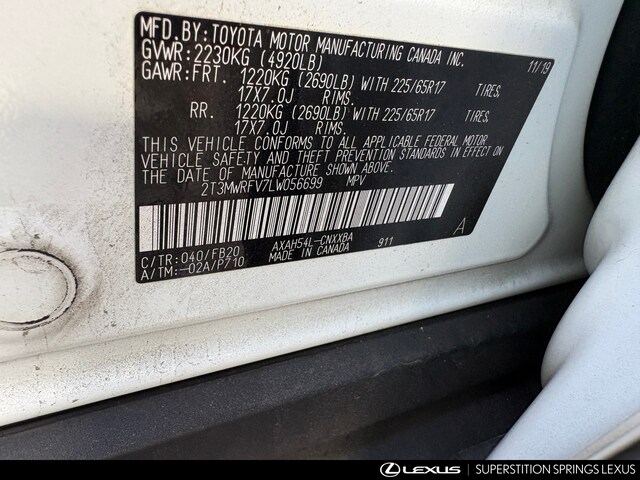 MFD.BY:TOYOTA MOTOR MANUFACTURING CANADA INC.
GVWR:2230KG (4920LB) 11/19
GAWR:FRT. 1220KG (2690LB) WITH 225/65R17 TIRES,
17X7.0J RIMS.
RR. 1220KG (2690LB) WITH 225/65R17 TIRES,
17X7.0J RIMS.
THIS VEHICLE CONFORMS TO ALL APPLICABLE FEDERAL MOTOR
VEHICLE SAFETY AND THEFT PREVENTION STANDARDS IN EFFECT
ON THE DATE OF MANUFACTURE SHOWN ABOVE.
2T3MWRFV7LW056699 MPV
C/TR:040/FB20 AXAH54L-CNXXBA 911 A
A/TM:-02A/P710 MADE IN CANADA
LEXUS | SUPERSTITION SPRINGS LEXUS